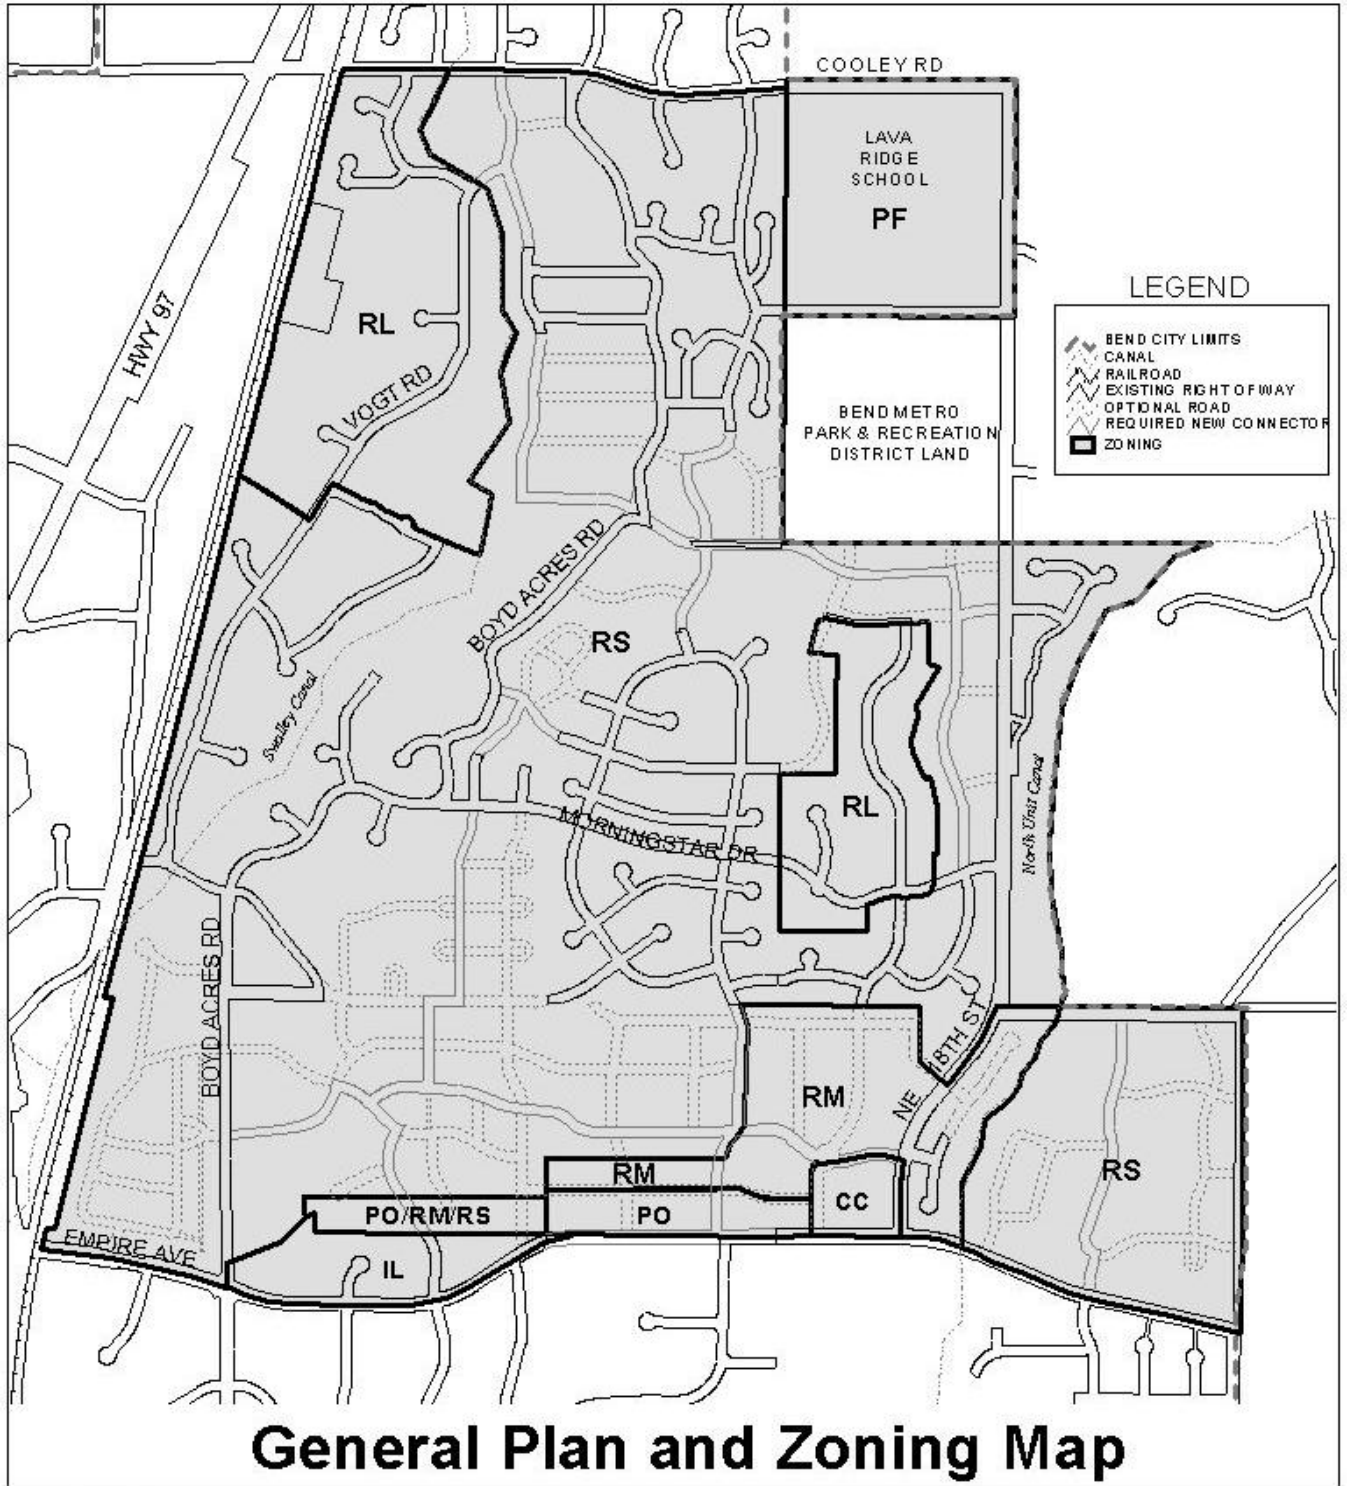 COOLEY RD
LAVA
RIDGE
SCHOOL
PF
HWY 97
RL
VOGT RD
LEGEND
BEND CITY LIMITS
CANAL
RAILROAD
EXISTING RIGHT OF WAY
OPTIONAL ROAD
REQUIRED NEW CONNECTOR
ZONING
BEND METRO
PARK & RECREATION
DISTRICT LAND
BOYD ACRES RD
RS
Swalley Canal
North Unit Canal
RL
MORNINGSTAR DR
BOYD ACRES RD
NE 18TH ST
RM
RM
RS
CC
PO/RM/RS
PO
EMPIRE AVE
IL
General Plan and Zoning Map